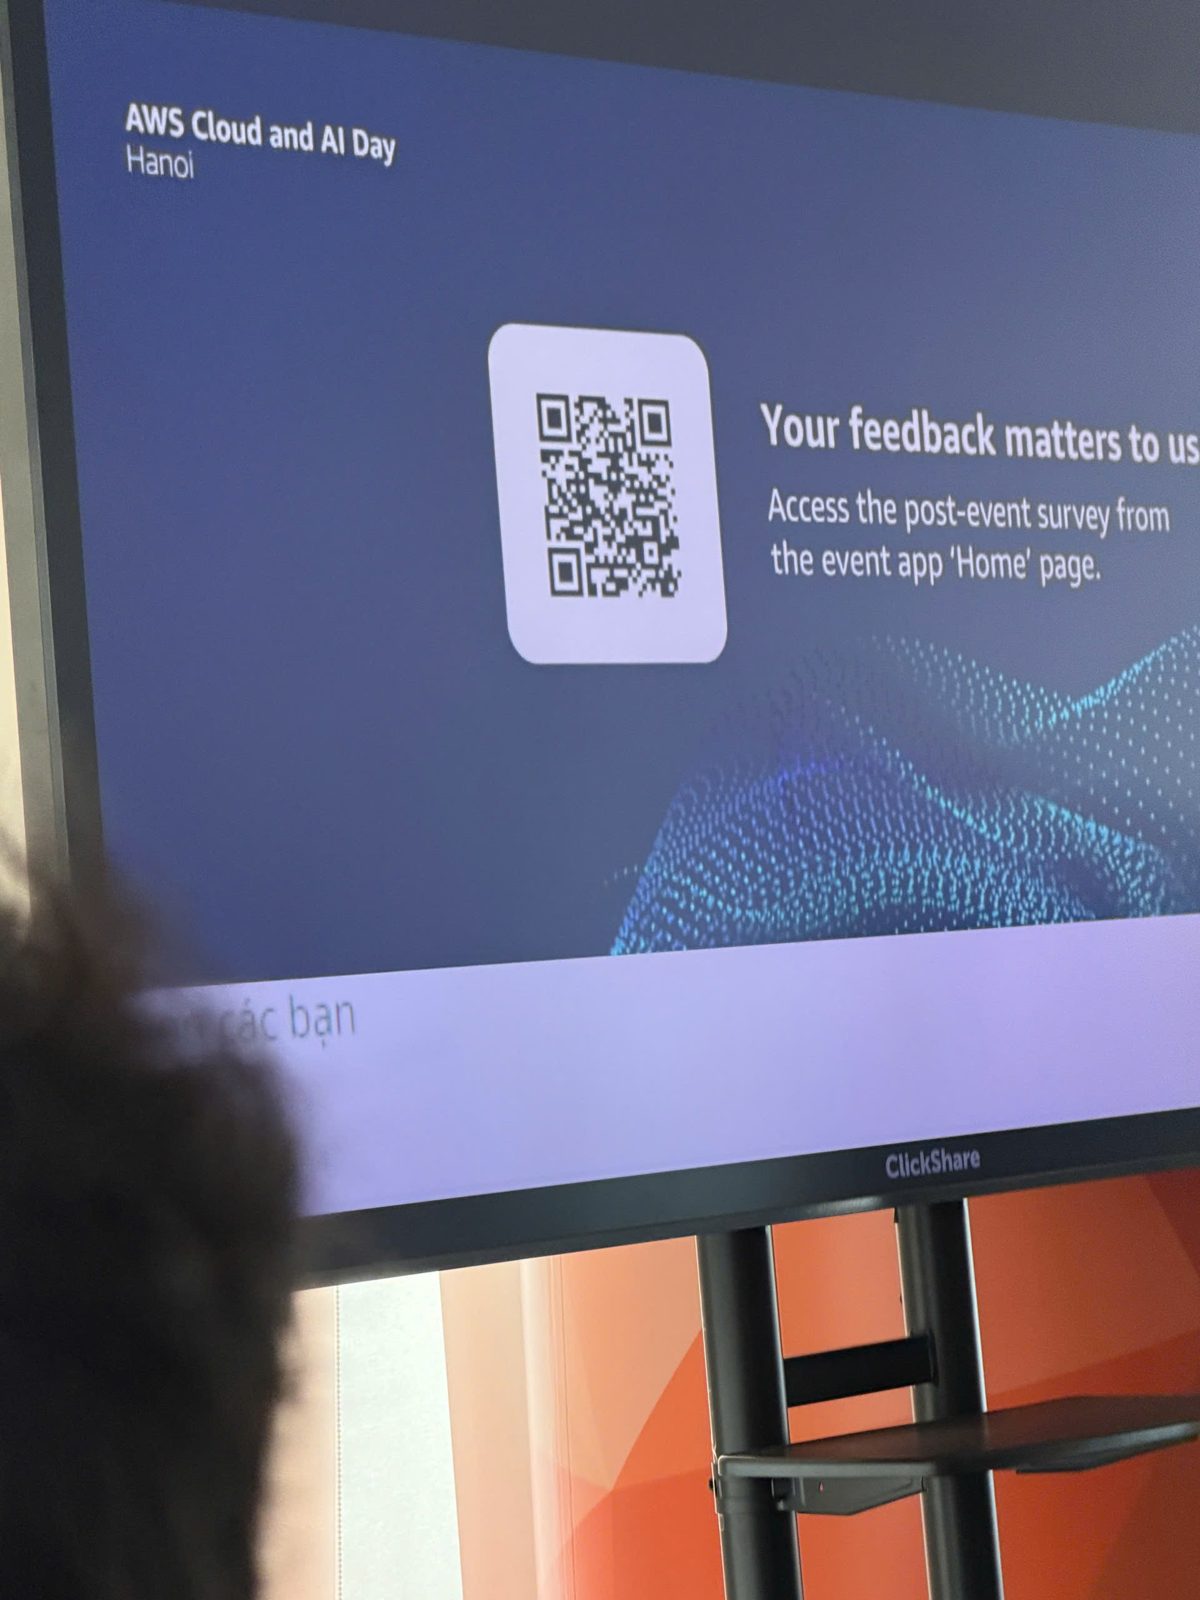 AWS Cloud and AI Day
Hanoi
Your feedback matters to us
Access the post-event survey from
the event app ‘Home’ page.
các bạn
ClickShare